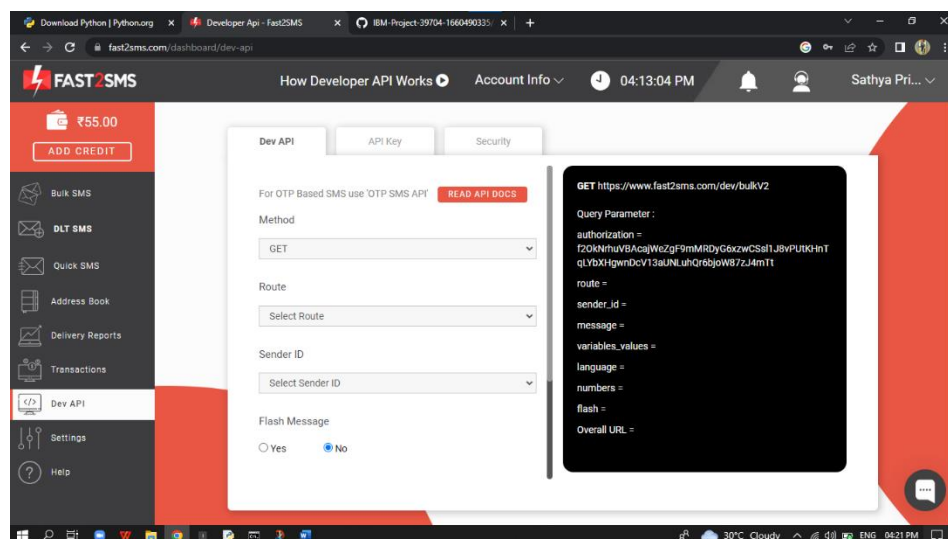 Download Python | Python.org
Developer Api - Fast2SMS
IBM-Project-39704-1660490335/
fast2sms.com/dashboard/dev-api
FAST2SMS
How Developer API Works
Account Info
04:13:04 PM
Sathya Pri...
₹55.00
ADD CREDIT
Bulk SMS
DLT SMS
Quick SMS
Address Book
Delivery Reports
Transactions
Dev API
Settings
Help
Dev API
API Key
Security
For OTP Based SMS use 'OTP SMS API'
READ API DOCS
Method
GET
Route
Select Route
Sender ID
Select Sender ID
Flash Message
Yes
No
GET https://www.fast2sms.com/dev/bulkV2
Query Parameter :
authorization =
f2OkNrhuVBAcajWeZgF9mMRDyG6xzwCSsl1J8vPUtKHnT
qLYbXHgwnDcV13aUNLuhQr6bjoW87zJ4mTt
route =
sender_id =
message =
variables_values =
language =
numbers =
flash =
Overall URL =
30°C Cloudy
ENG
04:21 PM